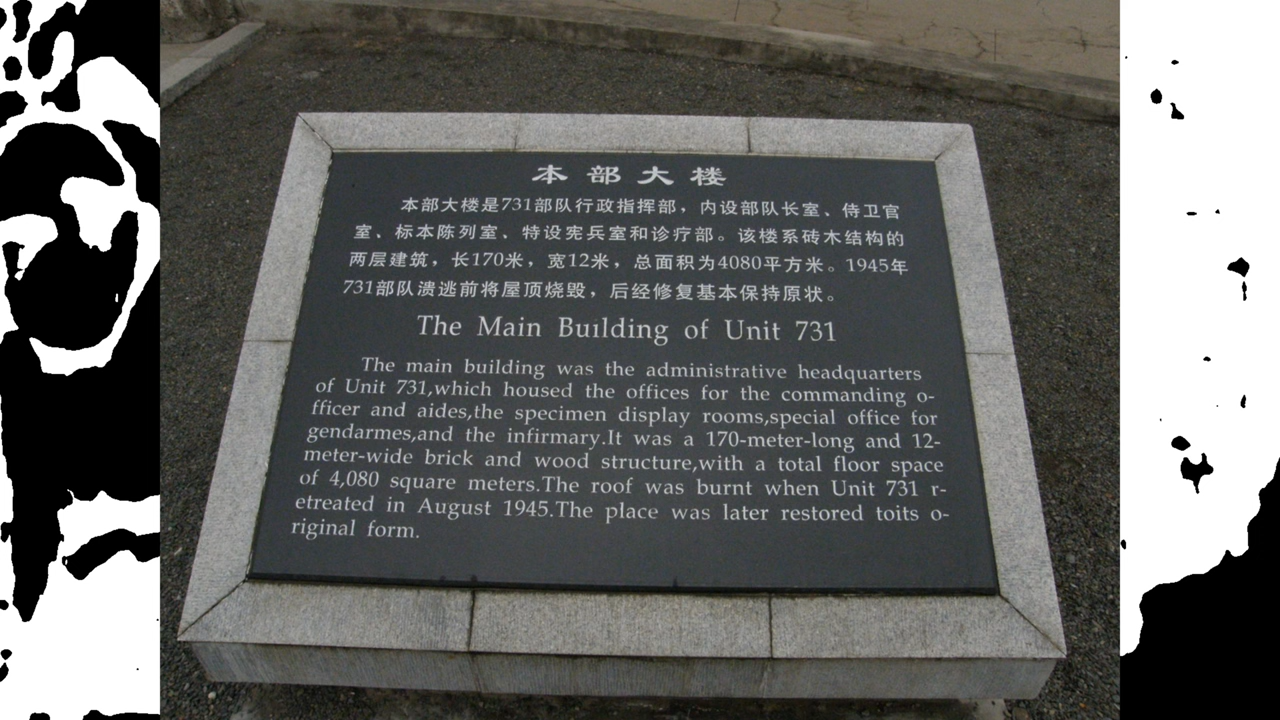 本部大楼
本部大楼是731部队行政指挥部，内设部队长室、侍卫官
室、标本陈列室、特设宪兵室和诊疗部。该楼系砖木结构的
两层建筑，长170米，宽12米，总面积为4080平方米。1945年
731部队溃逃前将屋顶烧毁，后经修复基本保持原状。
The Main Building of Unit 731
The main building was the administrative headquarters
of Unit 731,which housed the offices for the commanding o-
fficer and aides,the specimen display rooms,special office for
gendarmes,and the infirmary.It was a 170-meter-long and 12-
meter-wide brick and wood structure,with a total floor space
of 4,080 square meters.The roof was burnt when Unit 731 r-
etreated in August 1945.The place was later restored toits o-
riginal form.